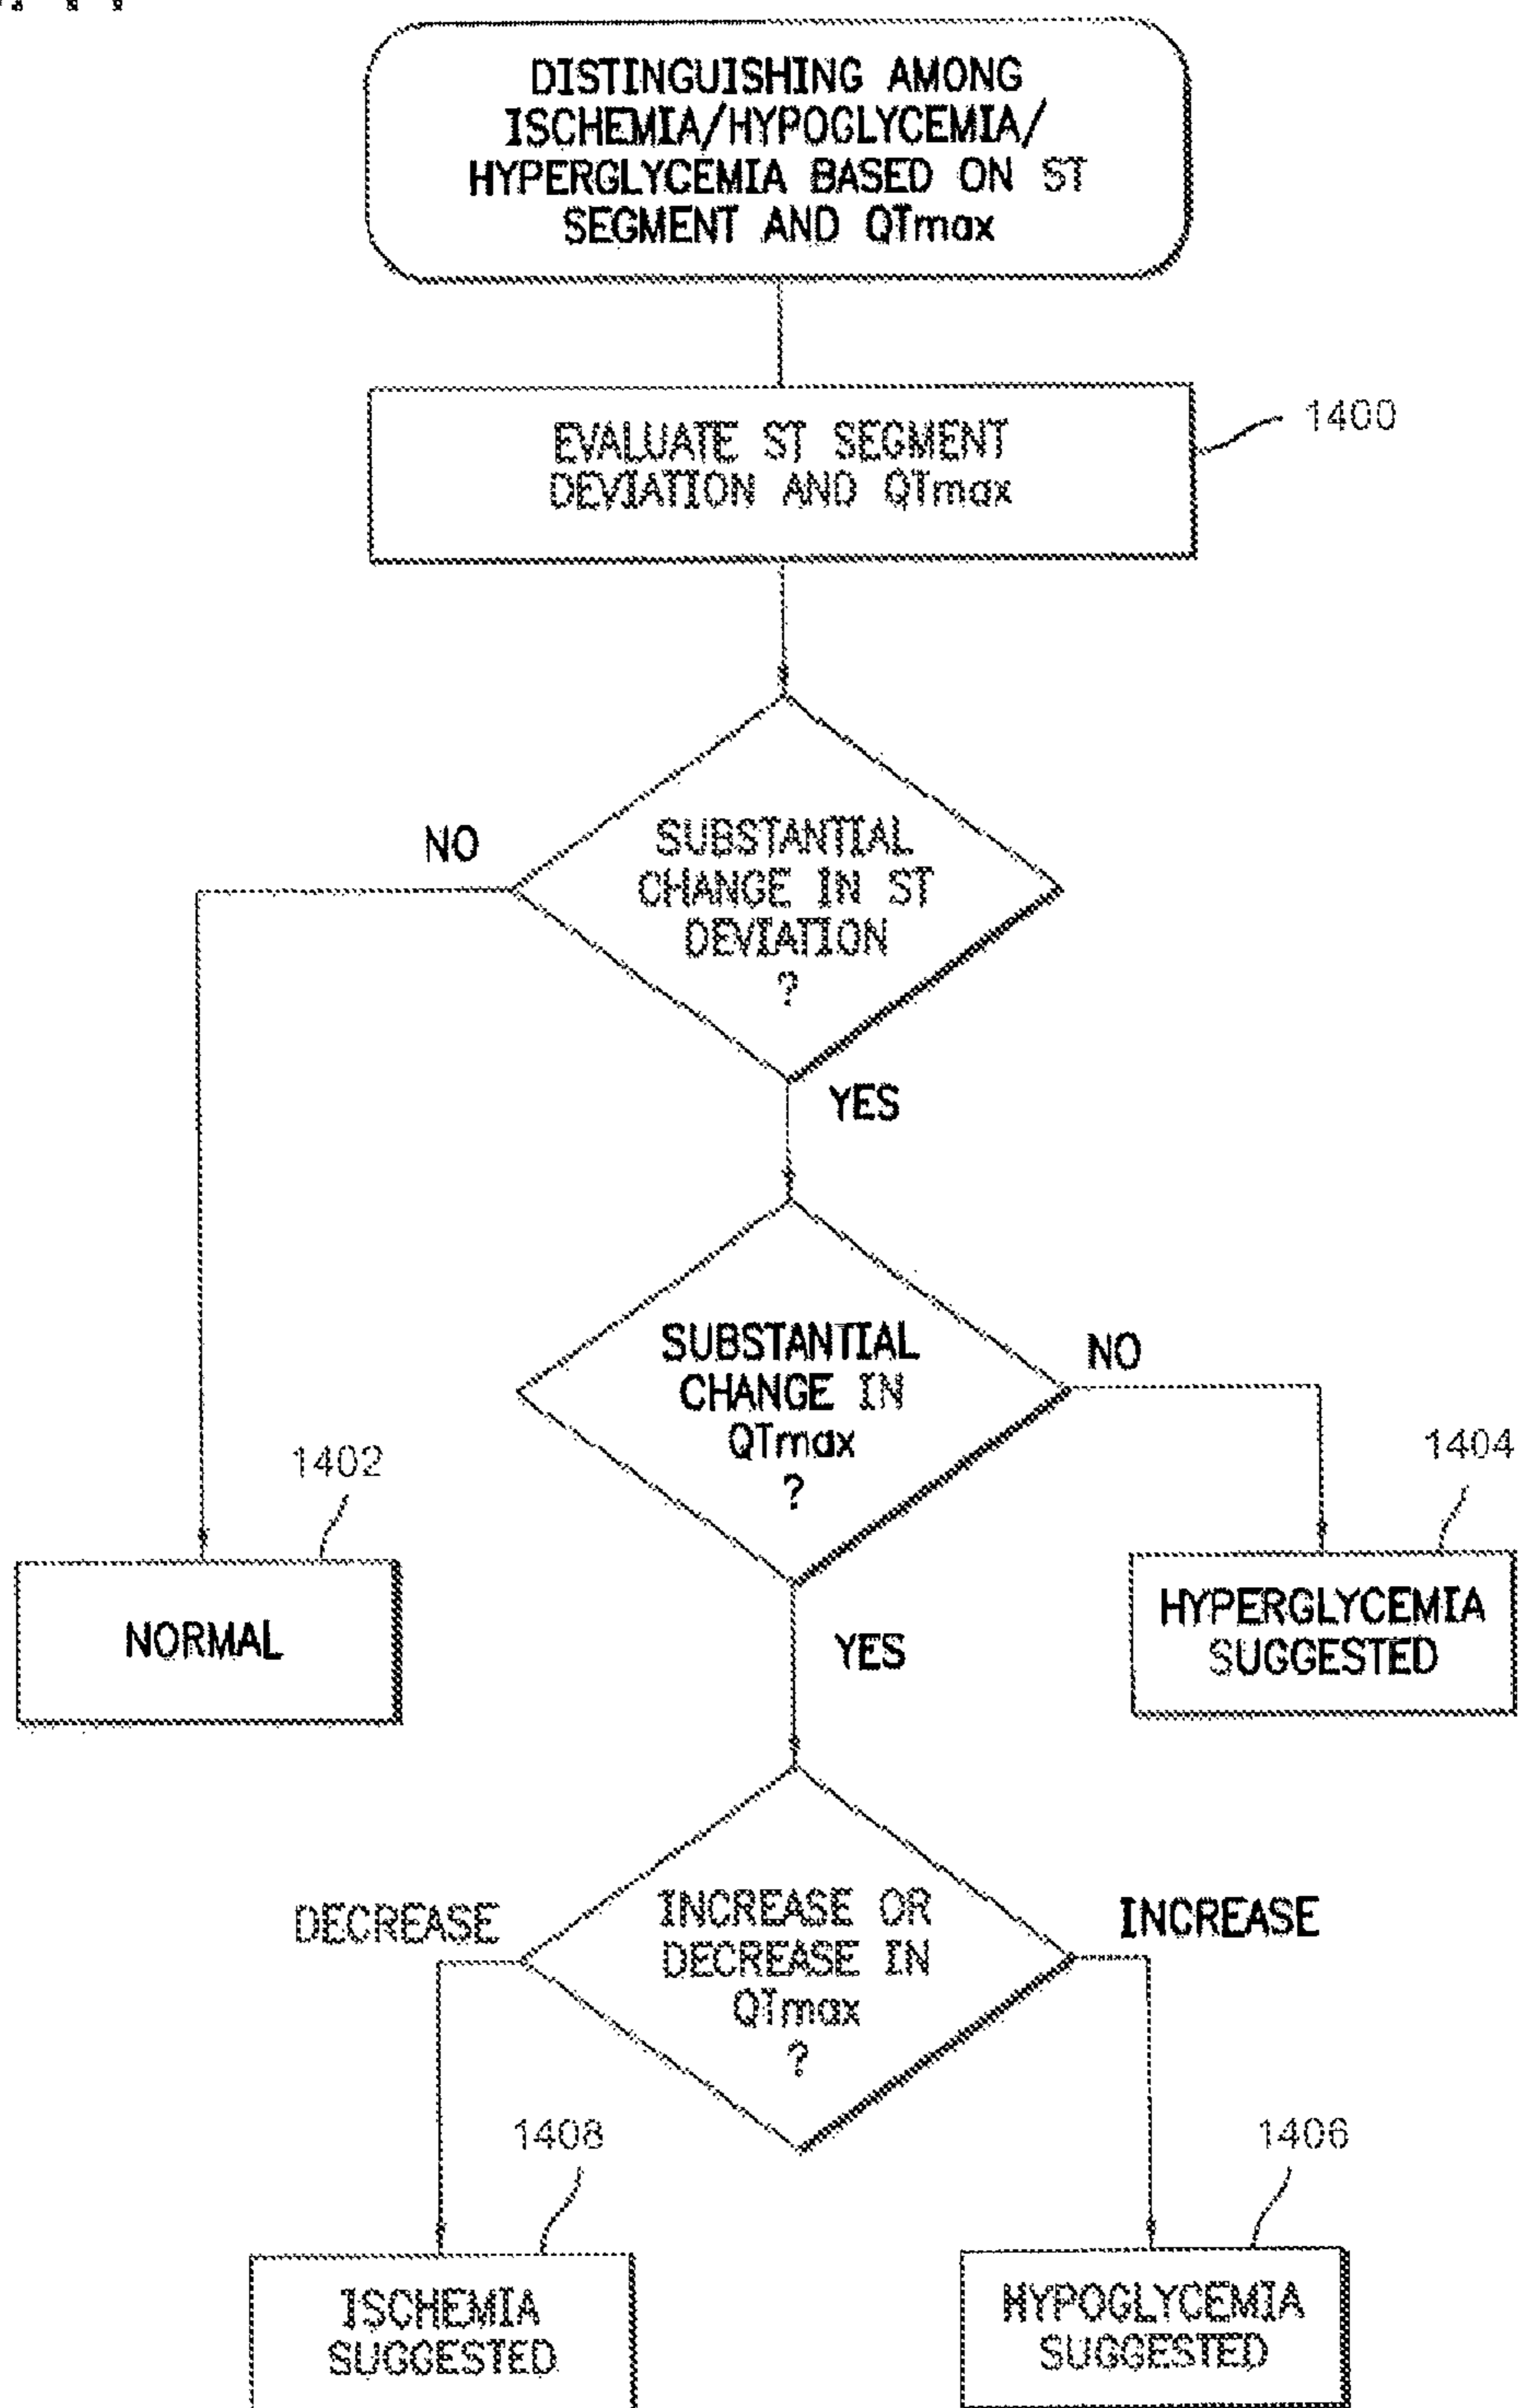 DISTINGUISHING AMONG
ISCHEMIA/HYPOGLYCEMIA/
HYPERGLYCEMIA BASED ON ST
SEGMENT AND QTmax
EVALUATE ST SEGMENT
DEVIATION AND QTmax
1400
NO
SUBSTANTIAL
CHANGE IN ST
DEVIATION
?
YES
SUBSTANTIAL
CHANGE IN
QTmax
?
NO
1402
1404
NORMAL
HYPERGLYCEMIA
SUGGESTED
YES
DECREASE
INCREASE OR
DECREASE IN
QTmax
?
INCREASE
1408
1406
ISCHEMIA
SUGGESTED
HYPOGLYCEMIA
SUGGESTED